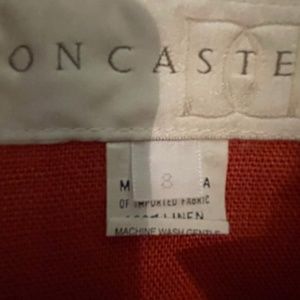 ONCASTE
8
M A
OF IMPORTED FABRIC
LINEN
MACHINE WASH GENTLE